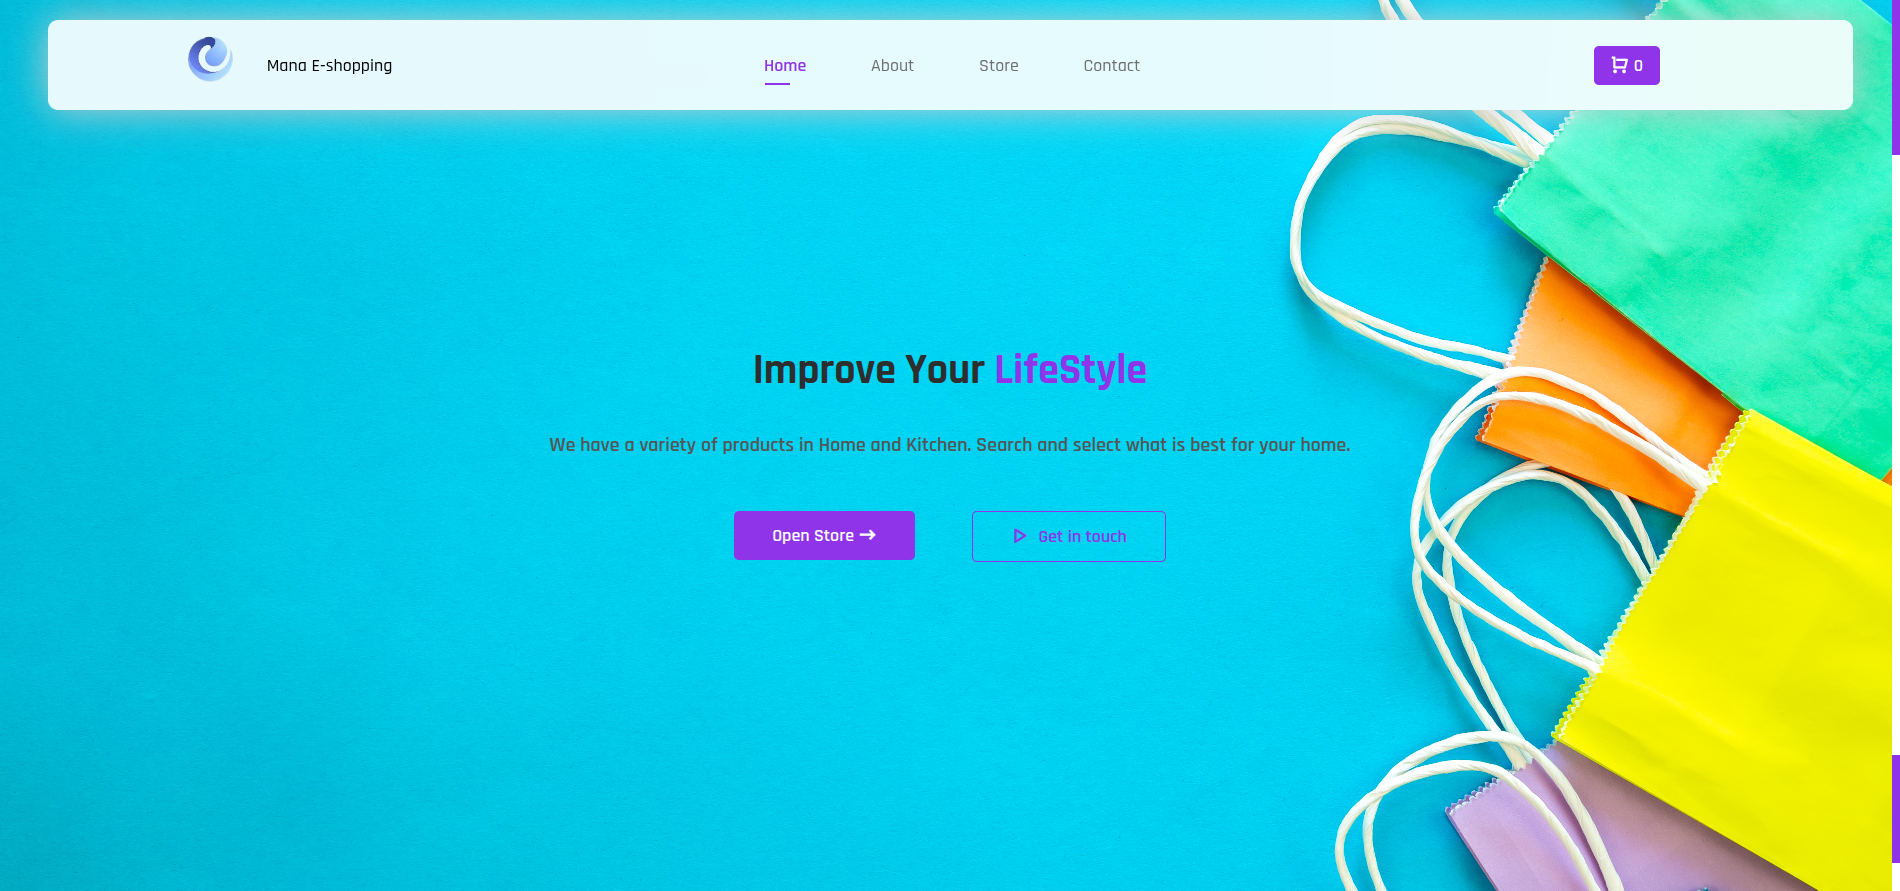 Mana E-shopping
Home
About
Store
Contact
0
Improve Your LifeStyle
We have a variety of products in Home and Kitchen. Search and select what is best for your home.
Open Store →
Get in touch